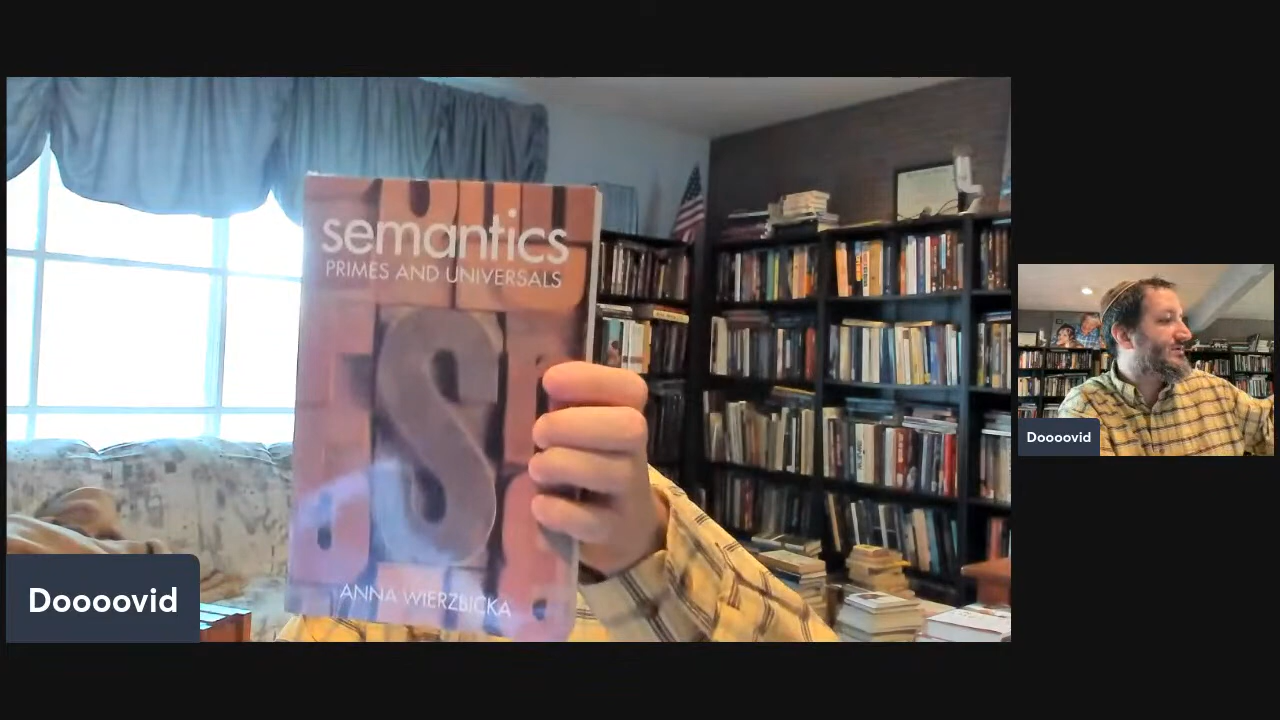 semantics
PRIMES AND UNIVERSALS
ANNA WIERZBICKA
Doooovid
Doooovid